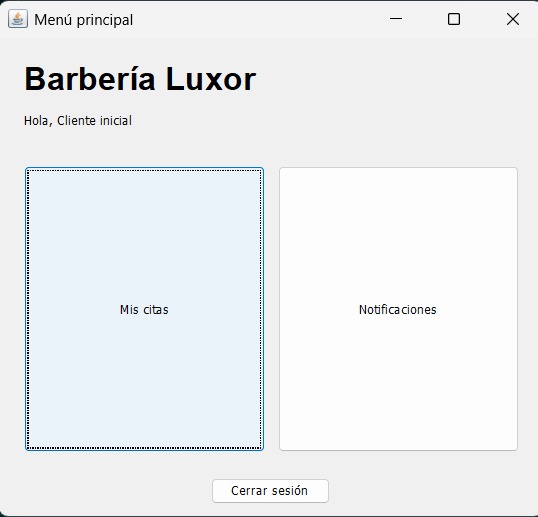 Menú principal
Barbería Luxor
Hola, Cliente inicial
Mis citas
Notificaciones
Cerrar sesión